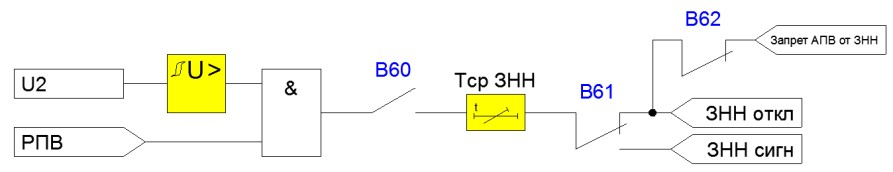 B62
Запрет АПВ от ЗНН
U2
U>
&
B60
Тср ЗНН
t
B61
ЗНН откл
РПВ
ЗНН сигн